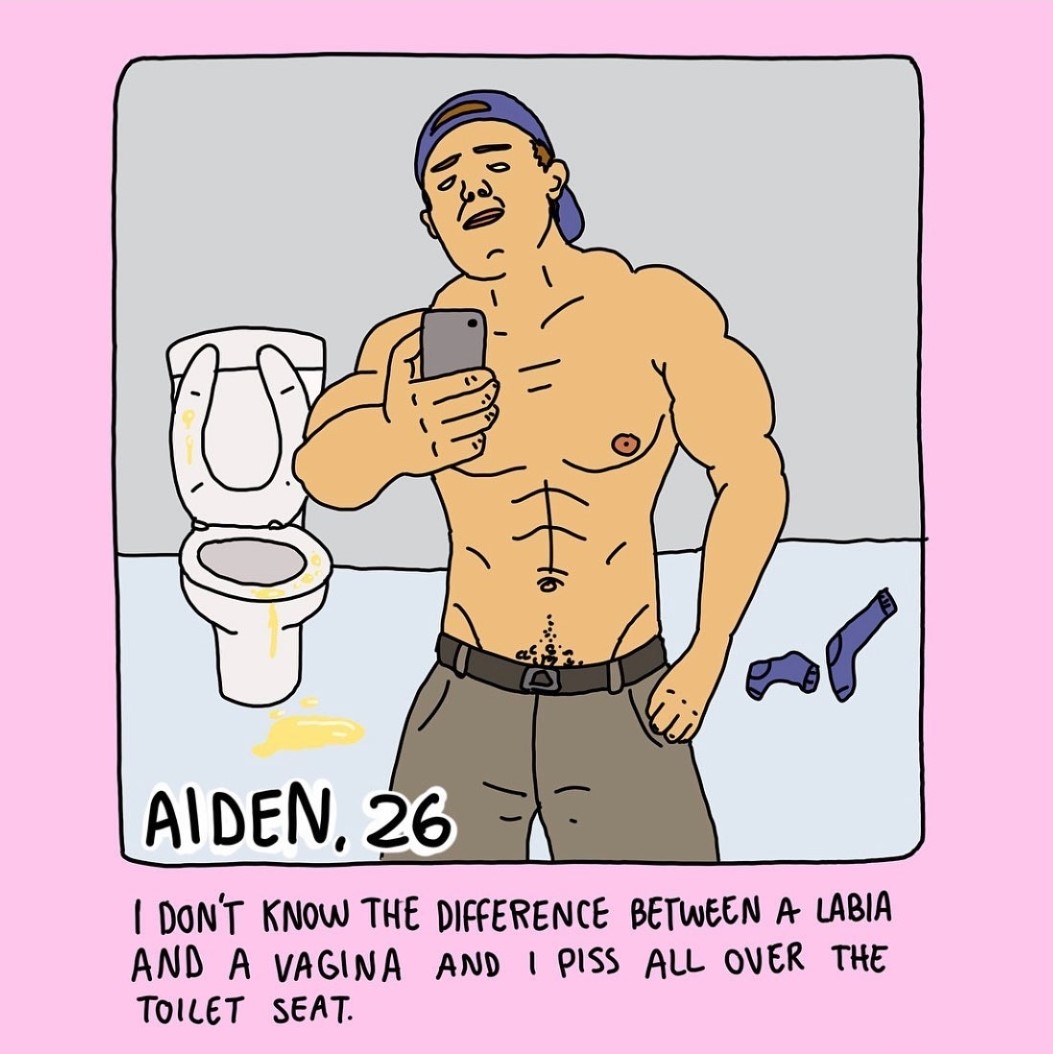 AIDEN, 26
I DON'T KNOW THE DIFFERENCE BETWEEN A LABIA
AND A VAGINA AND I PISS ALL OVER THE
TOILET SEAT.